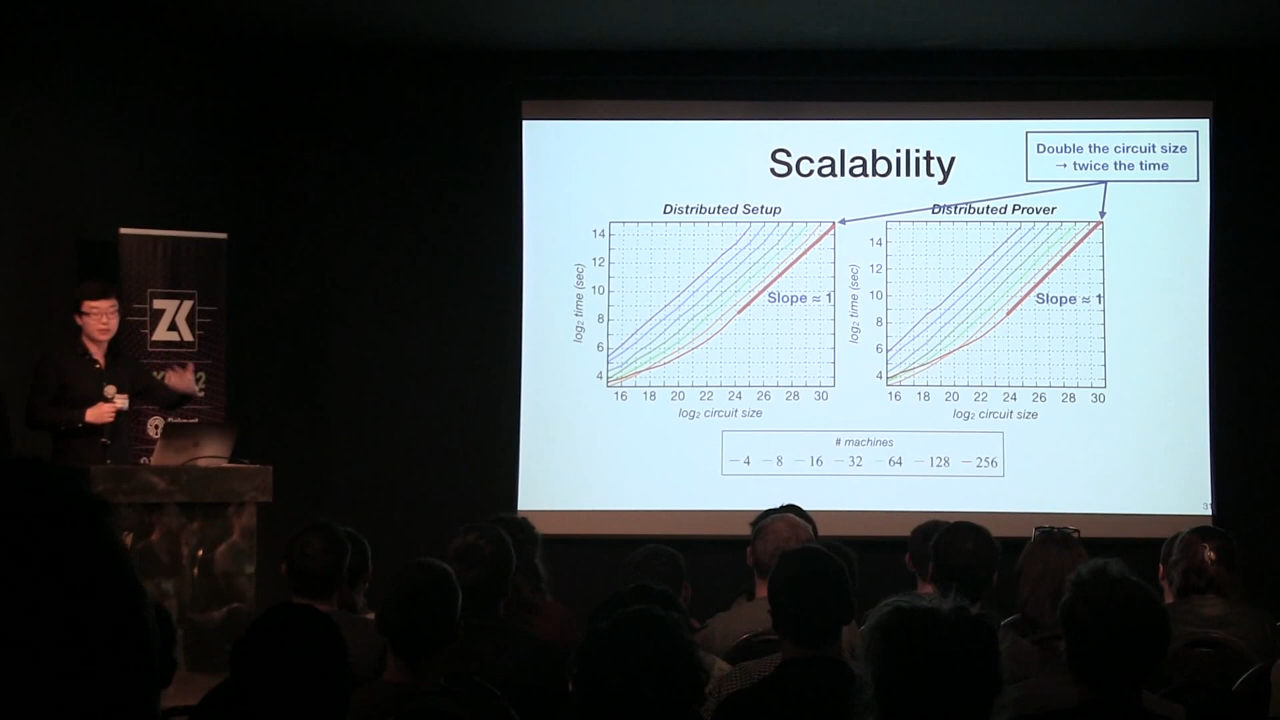 ZK
Scalability
Double the circuit size
→ twice the time
Distributed Setup
14
12
10
8
6
4
log₂ time (sec)
Slope ≈ 1
16 18 20 22 24 26 28 30
log₂ circuit size
Distributed Prover
14
12
10
8
6
4
log₂ time (sec)
Slope ≈ 1
16 18 20 22 24 26 28 30
log₂ circuit size
# machines
4 8 16 32 64 128 256